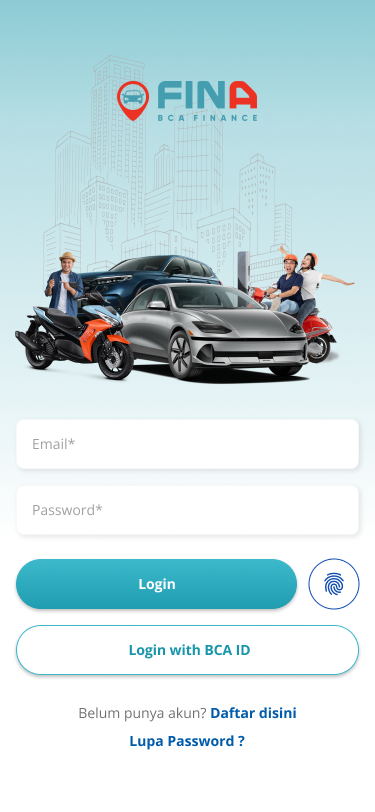 FINA
BCA FINANCE
Email*
Password*
Login
Login with BCA ID
Belum punya akun? Daftar disini
Lupa Password ?